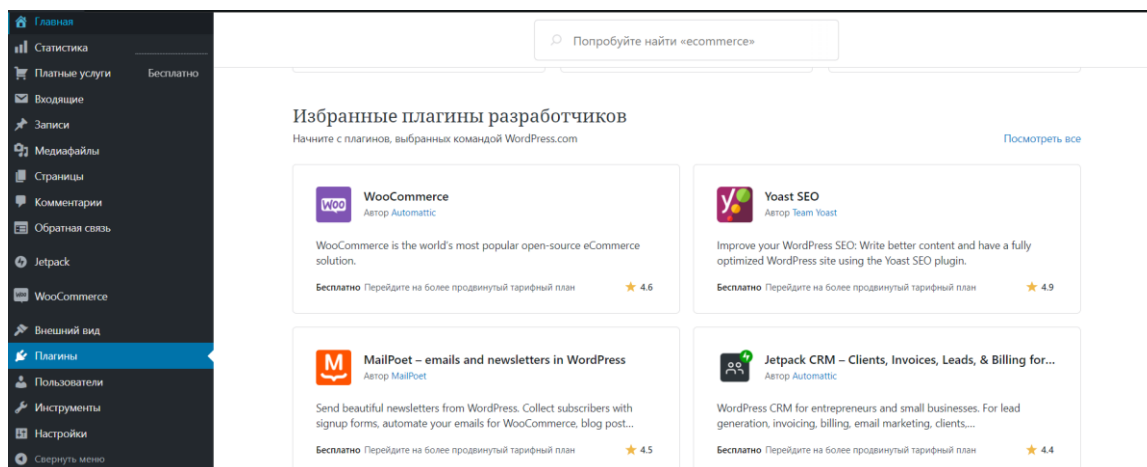 Главная
Статистика
Платные услуги Бесплатно
Входящие
Записи
Медиафайлы
Страницы
Комментарии
Обратная связь
Jetpack
WooCommerce
Внешний вид
Плагины
Пользователи
Инструменты
Настройки
Свернуть меню
Попробуйте найти «ecommerce»
Избранные плагины разработчиков
Начните с плагинов, выбранных командой WordPress.com
Посмотреть все
Woo
WooCommerce
Автор Automattic
WooCommerce is the world's most popular open-source eCommerce
solution.
Бесплатно Перейдите на более продвинутый тарифный план 4.6
Yoast SEO
Автор Team Yoast
Improve your WordPress SEO: Write better content and have a fully
optimized WordPress site using the Yoast SEO plugin.
Бесплатно Перейдите на более продвинутый тарифный план 4.9
M
MailPoet – emails and newsletters in WordPress
Автор MailPoet
Send beautiful newsletters from WordPress. Collect subscribers with
signup forms, automate your emails for WooCommerce, blog post...
Бесплатно Перейдите на более продвинутый тарифный план 4.5
Jetpack CRM – Clients, Invoices, Leads, & Billing for...
Автор Automattic
WordPress CRM for entrepreneurs and small businesses. For lead
generation, invoicing, billing, email marketing, clients,...
Бесплатно Перейдите на более продвинутый тарифный план 4.4